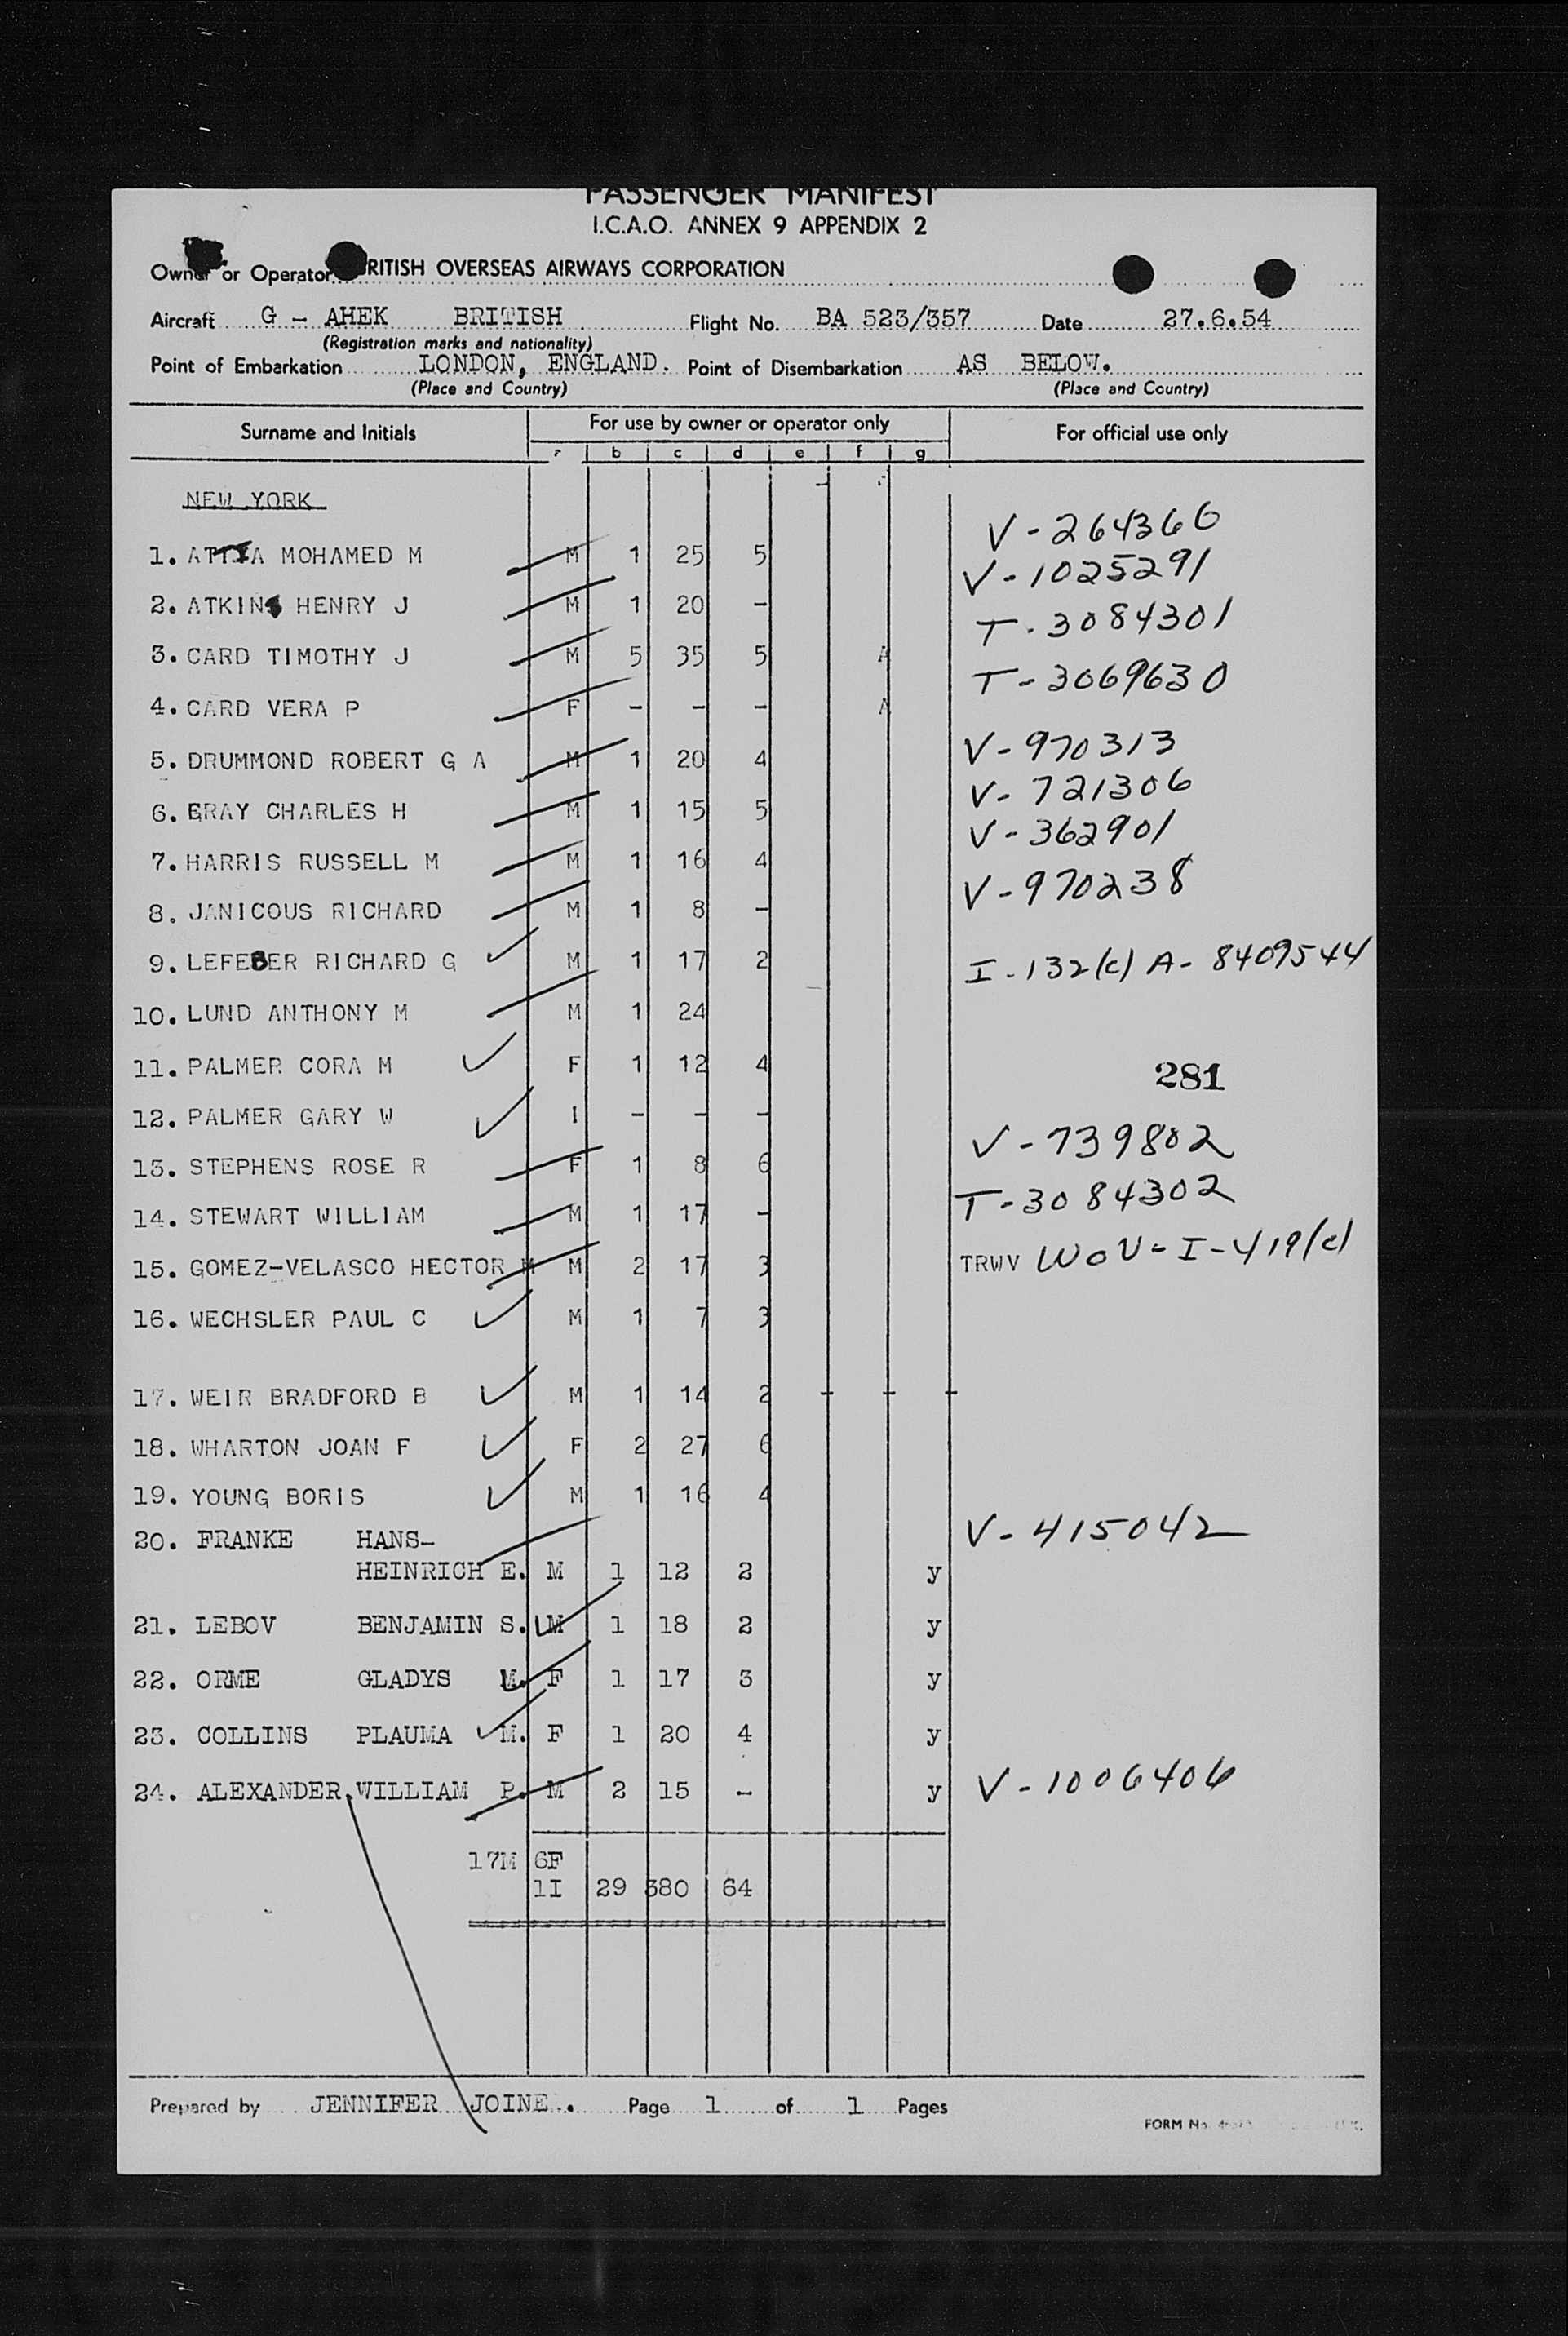 PASSENGER MANIFEST
I.C.A.O. ANNEX 9 APPENDIX 2
Owner or Operator BRITISH OVERSEAS AIRWAYS CORPORATION
Aircraft G - AHEK BRITISH Flight No. BA 523/357 Date 27.6.54
(Registration marks and nationality)
Point of Embarkation LONDON, ENGLAND. Point of Disembarkation AS BELOW.
(Place and Country) (Place and Country)
Surname and Initials For use by owner or operator only For official use only
b c d e f g
NEW YORK
V-264366
1. ATTIA MOHAMED M M 1 25 5
V-1025291
2. ATKINS HENRY J M 1 20 -
T-3084301
3. CARD TIMOTHY J M 5 35 5 A
T-3069630
4. CARD VERA P F - - - A
5. DRUMMOND ROBERT G A M 1 20 4 V-970313
6. GRAY CHARLES H M 1 15 5 V-721306
7. HARRIS RUSSELL M M 1 16 4 V-362901
8. JANICOUS RICHARD M 1 8 - V-970238
9. LEFEBER RICHARD G M 1 17 2 I-132(c) A-8409544
10. LUND ANTHONY M M 1 24
11. PALMER CORA M F 1 12 4 281
12. PALMER GARY W I - - -
13. STEPHENS ROSE R F 1 8 6 V-739802
14. STEWART WILLIAM M 1 17 - T-3084302
15. GOMEZ-VELASCO HECTOR M M 2 17 3 TRWV WOV-I-419(c)
16. WECHSLER PAUL C M 1 7 3
17. WEIR BRADFORD B M 1 14 2 - - -
18. WHARTON JOAN F F 2 27 6
19. YOUNG BORIS M 1 16 4
20. FRANKE HANS- V-415042
HEINRICH E. M 1 12 2 y
21. LEBOV BENJAMIN S. M 1 18 2 y
22. ORME GLADYS M. F 1 17 3 y
23. COLLINS PLAUMA M. F 1 20 4 y
24. ALEXANDER WILLIAM P. M 2 15 - y V-1006406
17M 6F
1I 29 380 64
Prepared by JENNIFER JOINE. Page 1 of 1 Pages
FORM No.